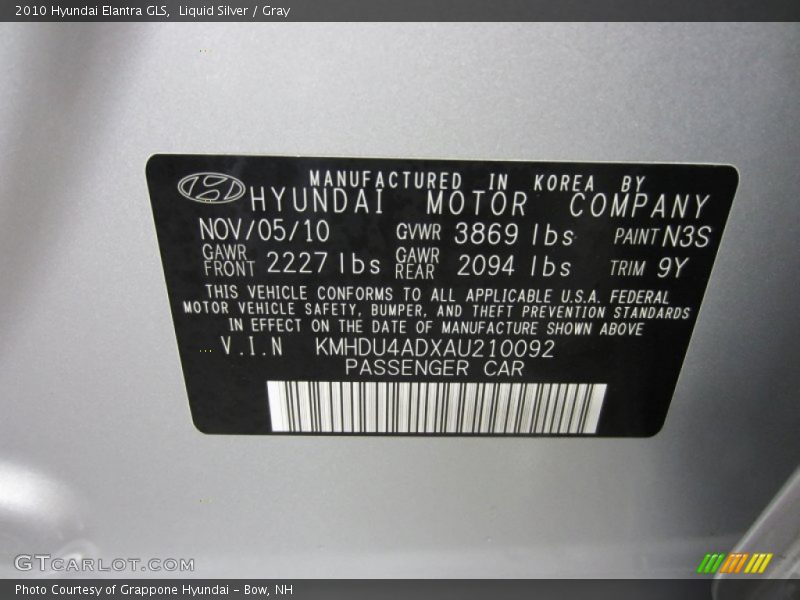 2010 Hyundai Elantra GLS,  Liquid Silver / Gray
MANUFACTURED IN KOREA BY
HYUNDAI MOTOR COMPANY
NOV/05/10 GVWR 3869 lbs PAINT N3S
GAWR FRONT 2227 lbs GAWR REAR 2094 lbs TRIM 9Y
THIS VEHICLE CONFORMS TO ALL APPLICABLE U.S.A. FEDERAL
MOTOR VEHICLE SAFETY, BUMPER, AND THEFT PREVENTION STANDARDS
IN EFFECT ON THE DATE OF MANUFACTURE SHOWN ABOVE
V.I.N KMHDU4ADXAU210092
PASSENGER CAR
GTCARLOT.COM
Photo Courtesy of Grappone Hyundai - Bow, NH